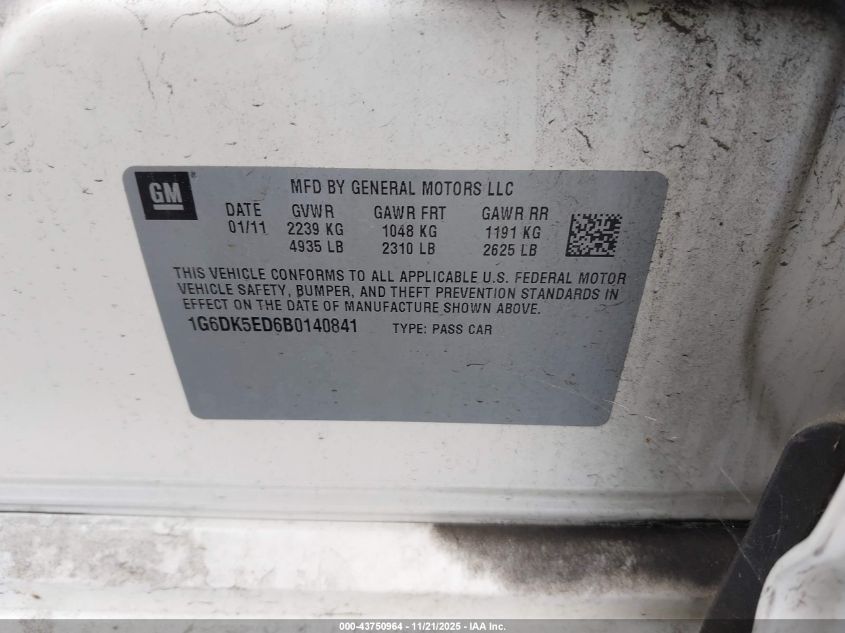 GM
MFD BY GENERAL MOTORS LLC
DATE GVWR GAWR FRT GAWR RR
01/11 2239 KG 1048 KG 1191 KG
4935 LB 2310 LB 2625 LB
THIS VEHICLE CONFORMS TO ALL APPLICABLE U.S. FEDERAL MOTOR
VEHICLE SAFETY, BUMPER, AND THEFT PREVENTION STANDARDS IN
EFFECT ON THE DATE OF MANUFACTURE SHOWN ABOVE.
1G6DK5ED6B0140841 TYPE: PASS CAR
000-43750964 - 11/21/2025 - IAA Inc.